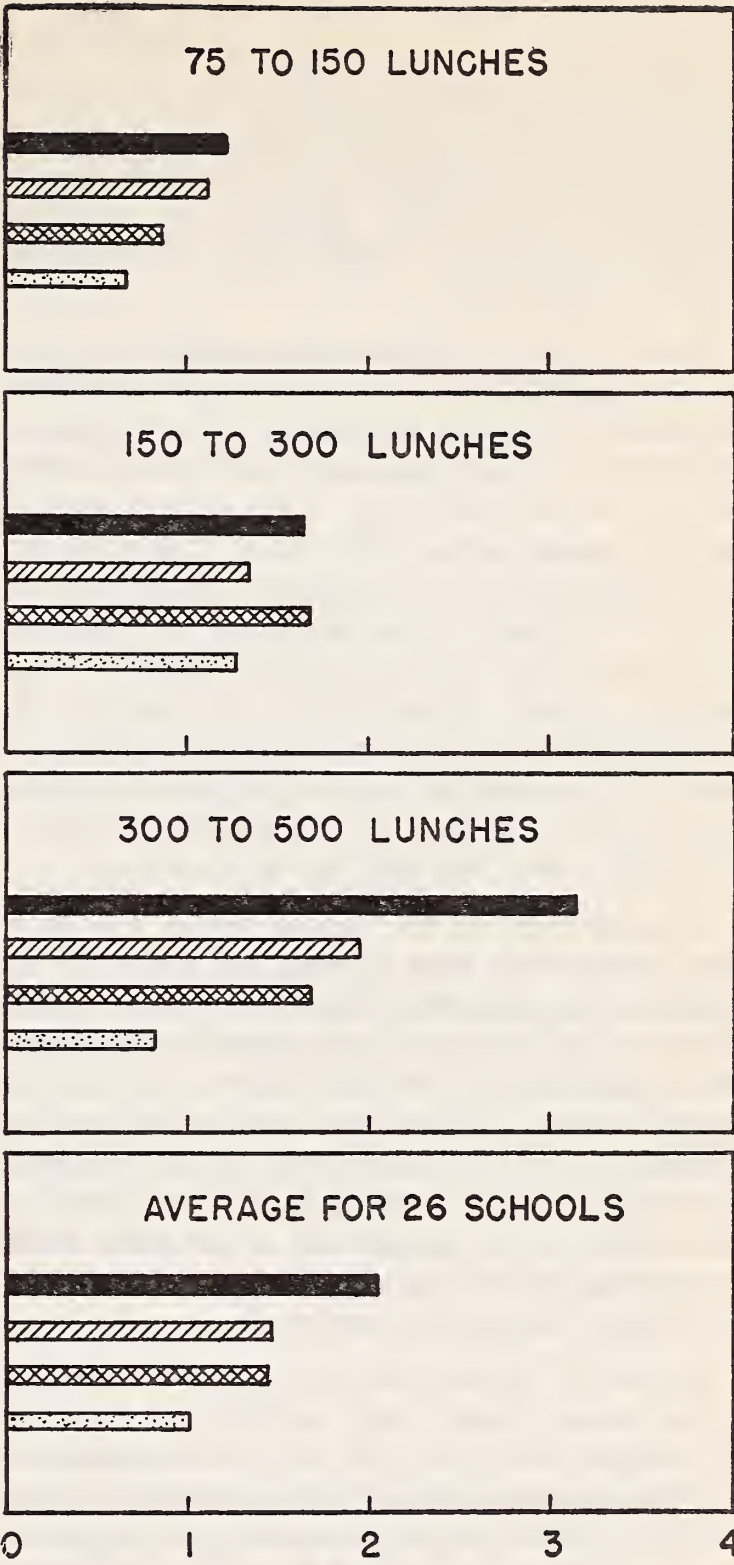 75 TO 150 LUNCHES
150 TO 300 LUNCHES
300 TO 500 LUNCHES
AVERAGE FOR 26 SCHOOLS
0 1 2 3 4